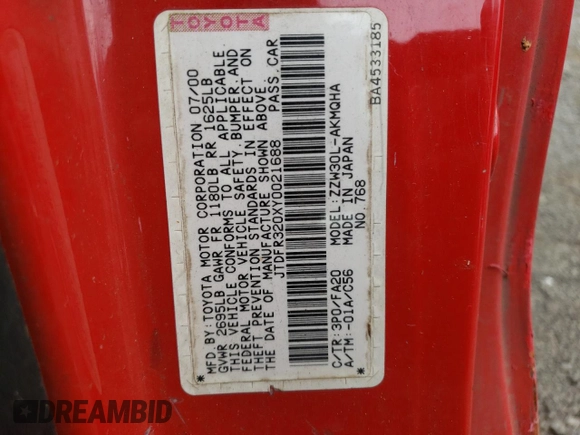 TOYOTA
MFD. BY:TOYOTA MOTOR CORPORATION 07/00
GVWR 2695LB GAWR FR 1180LB RR 1625LB
THIS VEHICLE CONFORMS TO ALL APPLICABLE
FEDERAL MOTOR VEHICLE SAFETY, BUMPER, AND
THEFT PREVENTION STANDARDS IN EFFECT ON
THE DATE OF MANUFACTURE SHOWN ABOVE.
JTDFR320XY0021688 PASS. CAR
C/TR: 3P0/FA20 MODEL: ZZW30L-AKMQHA
A/TM: -01A/C56 MADE IN JAPAN
NO. 768
BA4533185
DREAMBID